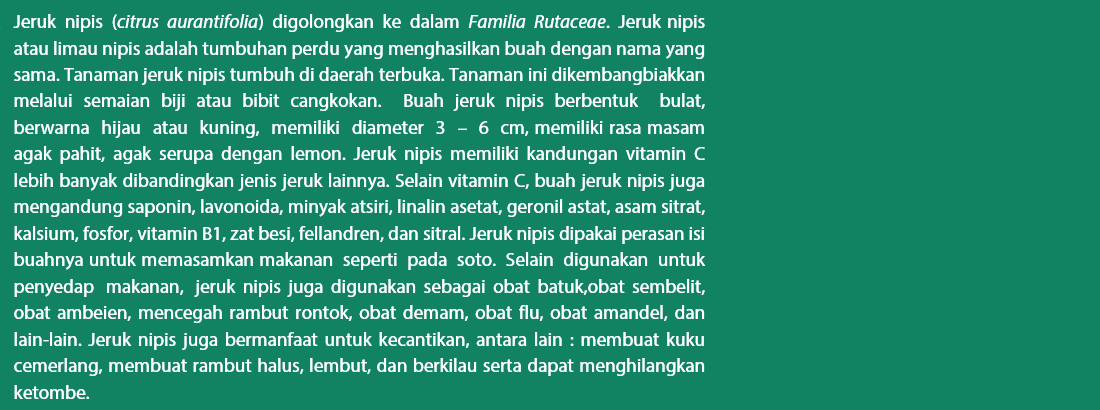 Jeruk nipis (citrus aurantifolia) digolongkan ke dalam Familia Rutaceae. Jeruk nipis
atau limau nipis adalah tumbuhan perdu yang menghasilkan buah dengan nama yang
sama. Tanaman jeruk nipis tumbuh di daerah terbuka. Tanaman ini dikembangbiakkan
melalui semaian biji atau bibit cangkokan. Buah jeruk nipis berbentuk bulat,
berwarna hijau atau kuning, memiliki diameter 3 – 6 cm, memiliki rasa masam
agak pahit, agak serupa dengan lemon. Jeruk nipis memiliki kandungan vitamin C
lebih banyak dibandingkan jenis jeruk lainnya. Selain vitamin C, buah jeruk nipis juga
mengandung saponin, lavonoida, minyak atsiri, linalin asetat, geronil astat, asam sitrat,
kalsium, fosfor, vitamin B1, zat besi, fellandren, dan sitral. Jeruk nipis dipakai perasan isi
buahnya untuk memasamkan makanan seperti pada soto. Selain digunakan untuk
penyedap makanan, jeruk nipis juga digunakan sebagai obat batuk,obat sembelit,
obat ambeien, mencegah rambut rontok, obat demam, obat flu, obat amandel, dan
lain-lain. Jeruk nipis juga bermanfaat untuk kecantikan, antara lain : membuat kuku
cemerlang, membuat rambut halus, lembut, dan berkilau serta dapat menghilangkan
ketombe.